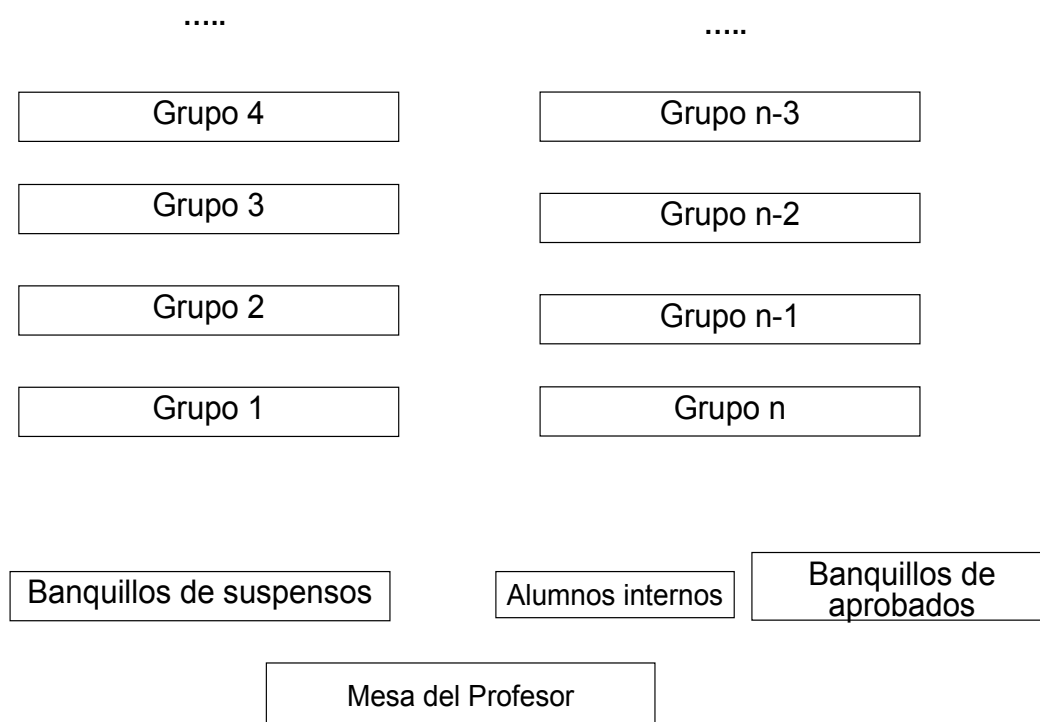 .....
.....
Grupo 4
Grupo n-3
Grupo 3
Grupo n-2
Grupo 2
Grupo n-1
Grupo 1
Grupo n
Banquillos de suspensos
Alumnos internos
Banquillos de
aprobados
Mesa del Profesor